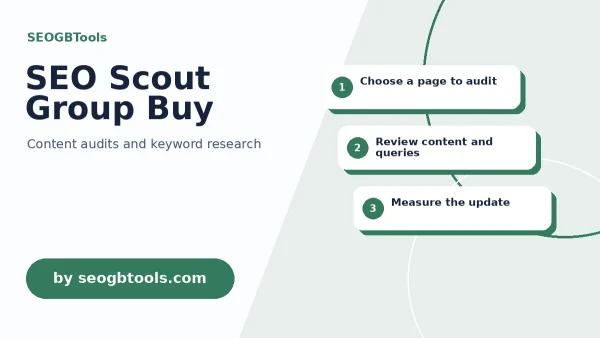 SEOGBTools
SEO Scout
Group Buy
Content audits and keyword research
by seogbtools.com
1 Choose a page to audit
2 Review content and
queries
3 Measure the update